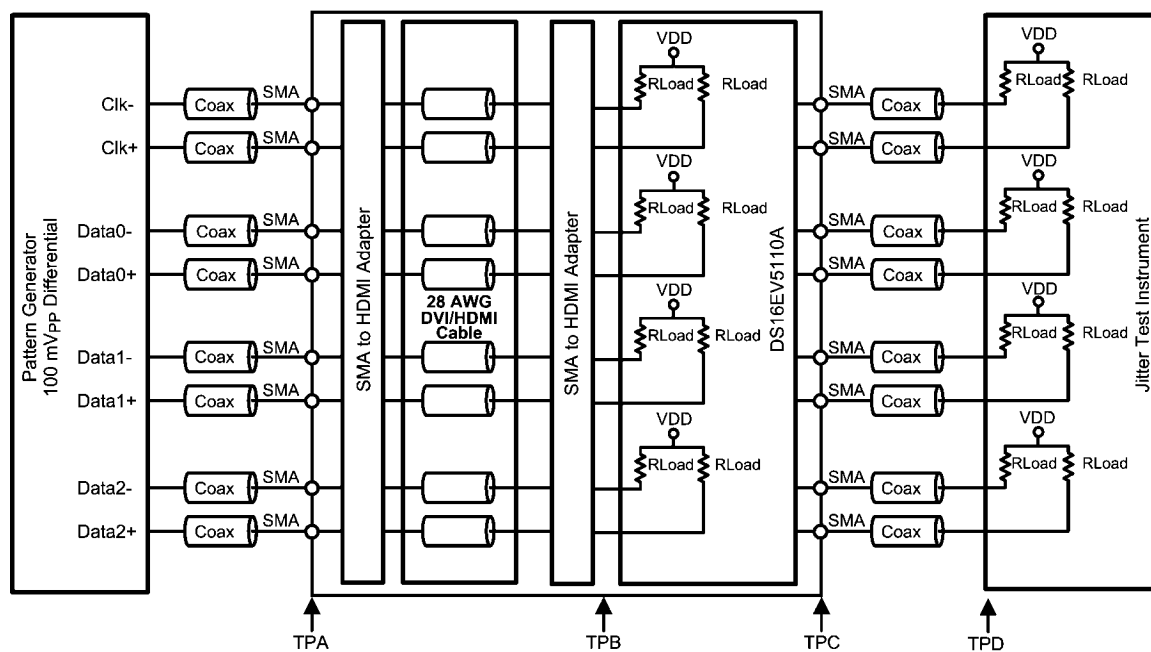 Pattern Generator
100 mVPP Differential
Clk-
Clk+
Data0-
Data0+
Data1-
Data1+
Data2-
Data2+
Coax SMA
Coax SMA
Coax SMA
Coax SMA
Coax SMA
Coax SMA
Coax SMA
Coax SMA
SMA to HDMI Adapter
28 AWG
DVI/HDMI
Cable
SMA to HDMI Adapter
VDD
RLoad RLoad
VDD
RLoad RLoad
VDD
RLoad RLoad
VDD
RLoad RLoad
DS16EV5110A
SMA Coax
SMA Coax
SMA Coax
SMA Coax
SMA Coax
SMA Coax
SMA Coax
SMA Coax
VDD
RLoad RLoad
VDD
RLoad RLoad
VDD
RLoad RLoad
VDD
RLoad RLoad
Jitter Test Instrument
TPA
TPB
TPC
TPD